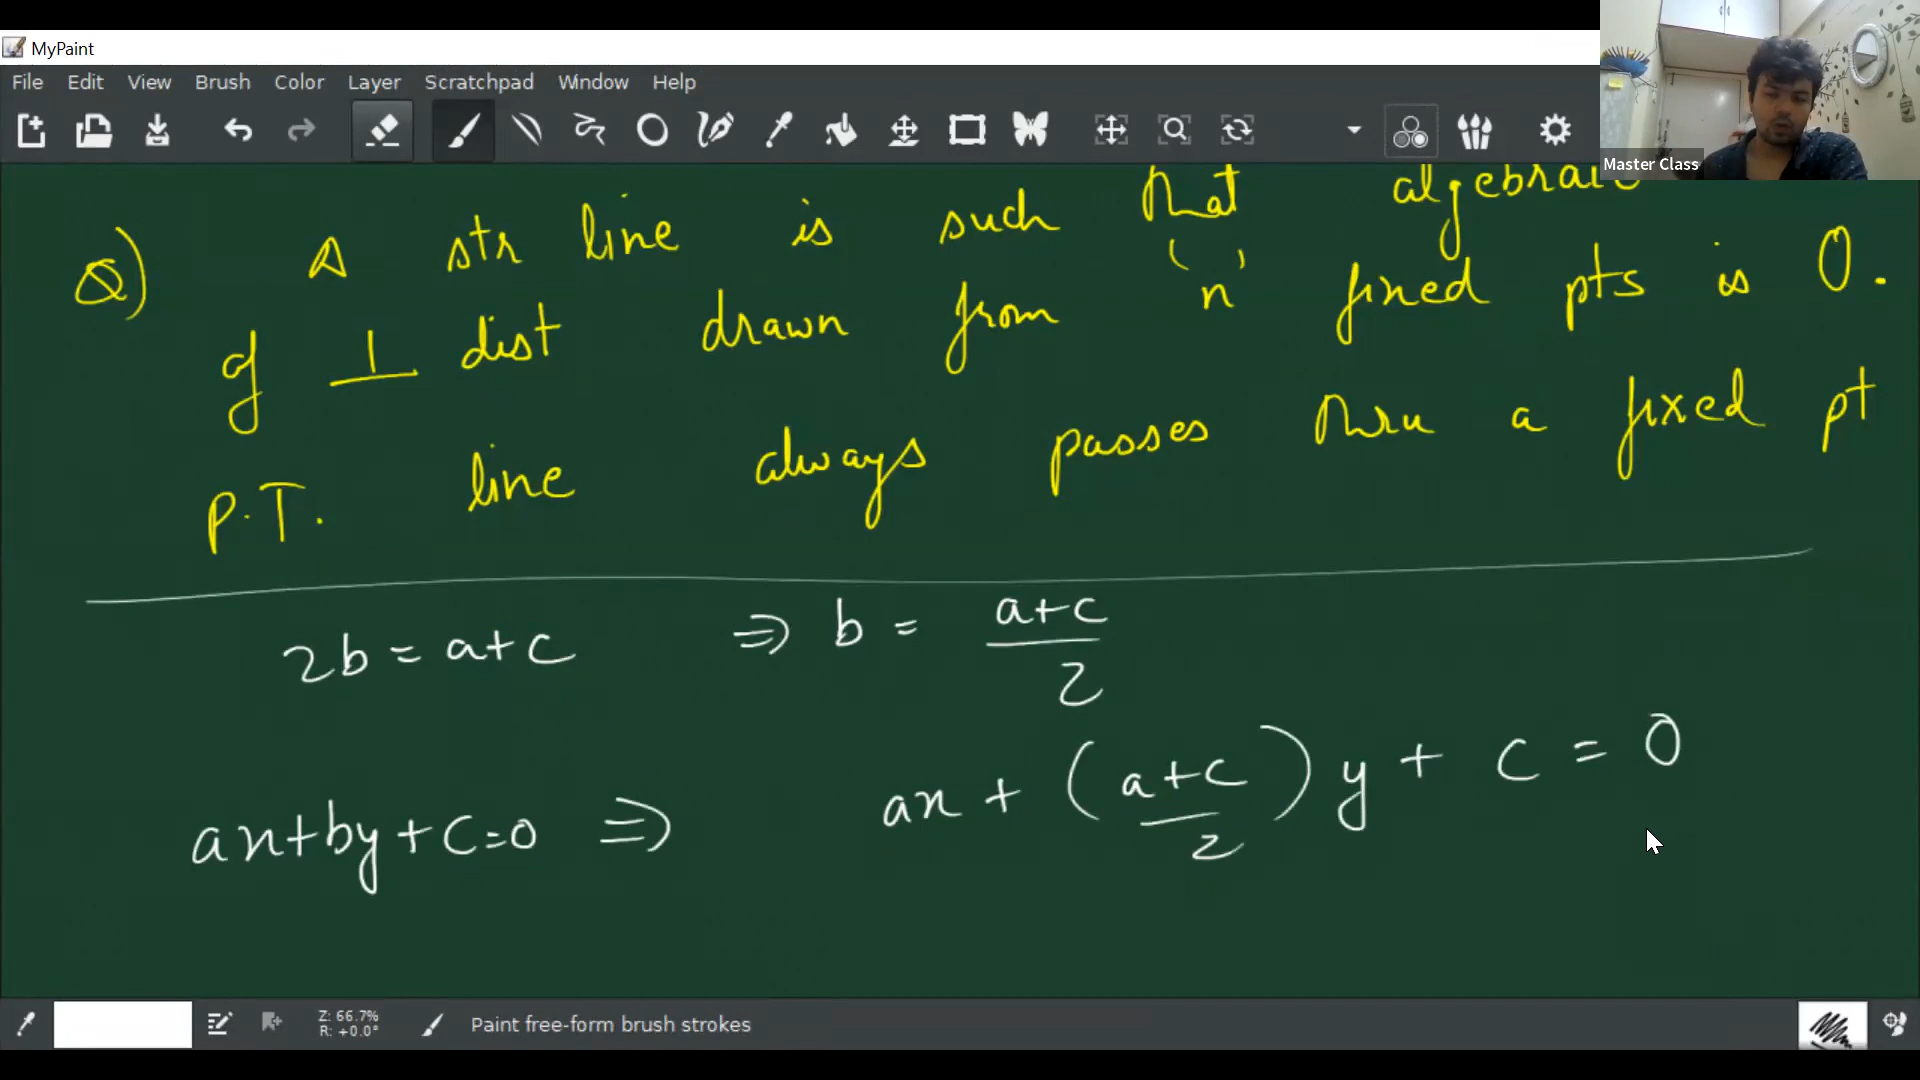 MyPaint
File Edit View Brush Color Layer Scratchpad Window Help
Master Class
Q) A str line is such that algebraic
of ⊥ dist drawn from 'n' fixed pts is 0.
P.T. line always passes thru a fixed pt
2b = a+c ⇒ b = (a+c)/2
ax+by+c=0 ⇒ ax + ((a+c)/2) y + c = 0
Z: 66.7%
R: +0.0°
Paint free-form brush strokes